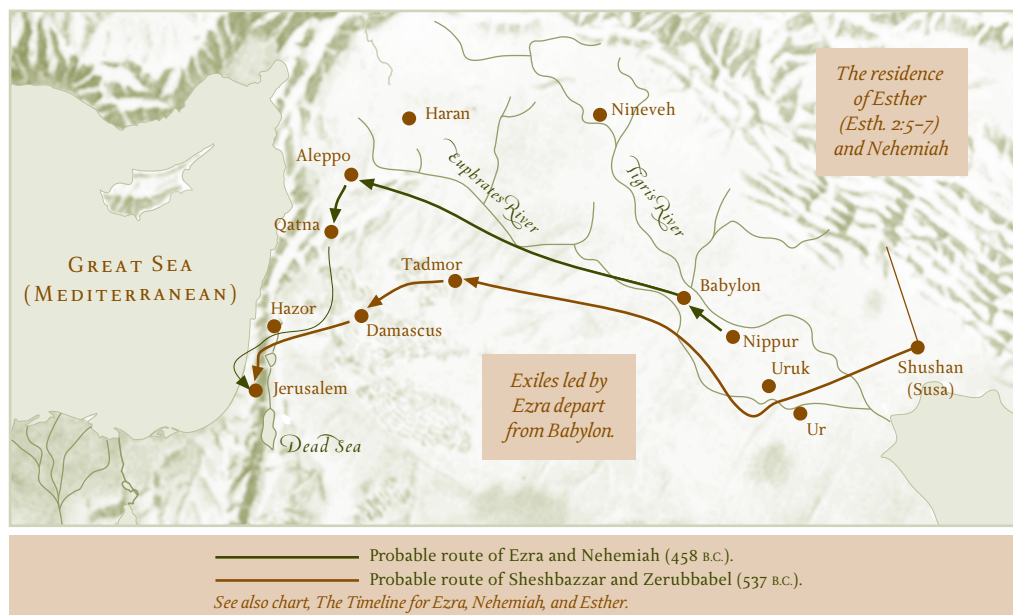 The residence
of Esther
(Esth. 2:5–7)
and Nehemiah
Haran
Nineveh
Aleppo
Euphrates River
Tigris River
Qatna
Great Sea
(Mediterranean)
Tadmor
Babylon
Hazor
Damascus
Nippur
Shushan
(Susa)
Uruk
Jerusalem
Exiles led by
Ezra depart
from Babylon.
Ur
Dead Sea
Probable route of Ezra and Nehemiah (458 B.C.).
Probable route of Sheshbazzar and Zerubbabel (537 B.C.).
See also chart, The Timeline for Ezra, Nehemiah, and Esther.